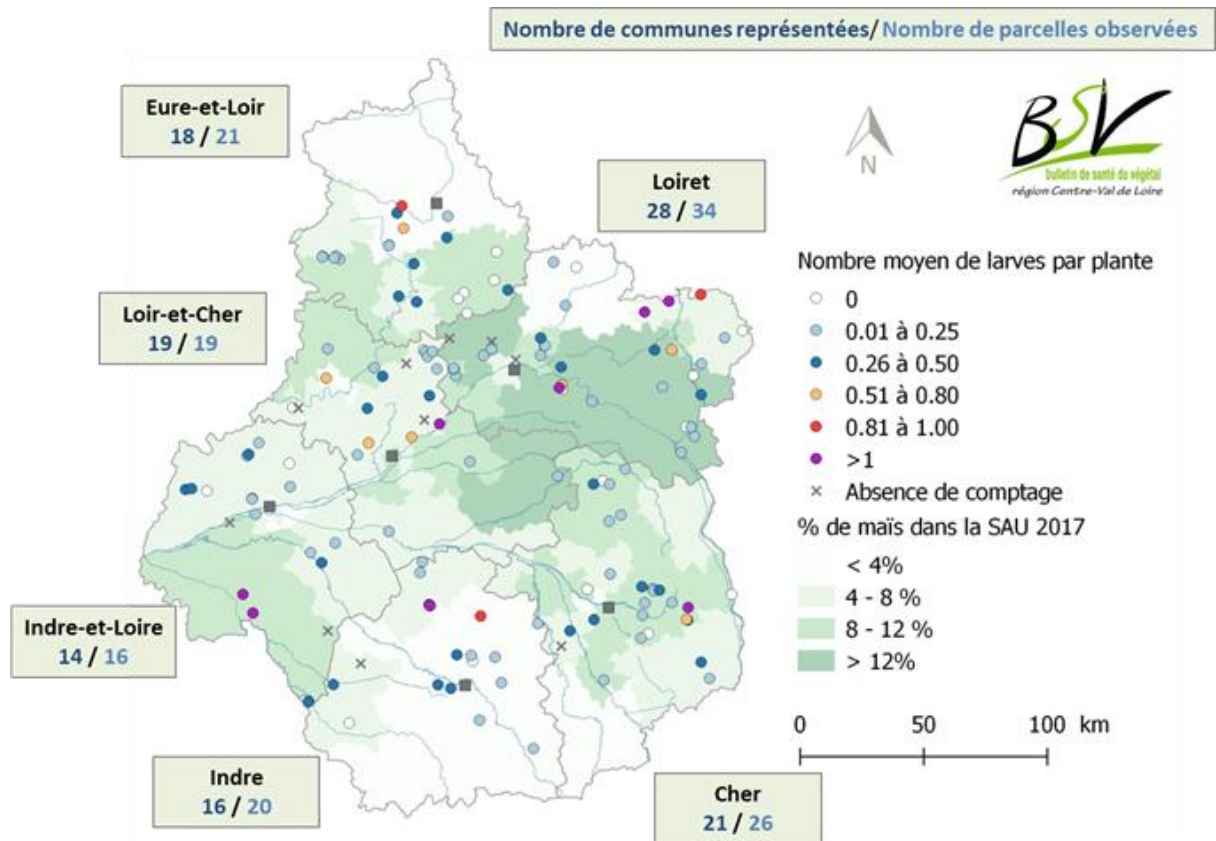 Nombre de communes représentées/ Nombre de parcelles observées
Eure-et-Loir
18 / 21
N
BSV
bulletin de santé du végétal
région Centre-Val de Loire
Loiret
28 / 34
Loir-et-Cher
19 / 19
Indre-et-Loire
14 / 16
Indre
16 / 20
Cher
21 / 26
Nombre moyen de larves par plante
0
0.01 à 0.25
0.26 à 0.50
0.51 à 0.80
0.81 à 1.00
>1
Absence de comptage
% de maïs dans la SAU 2017
< 4%
4 - 8 %
8 - 12 %
> 12%
0 50 100 km